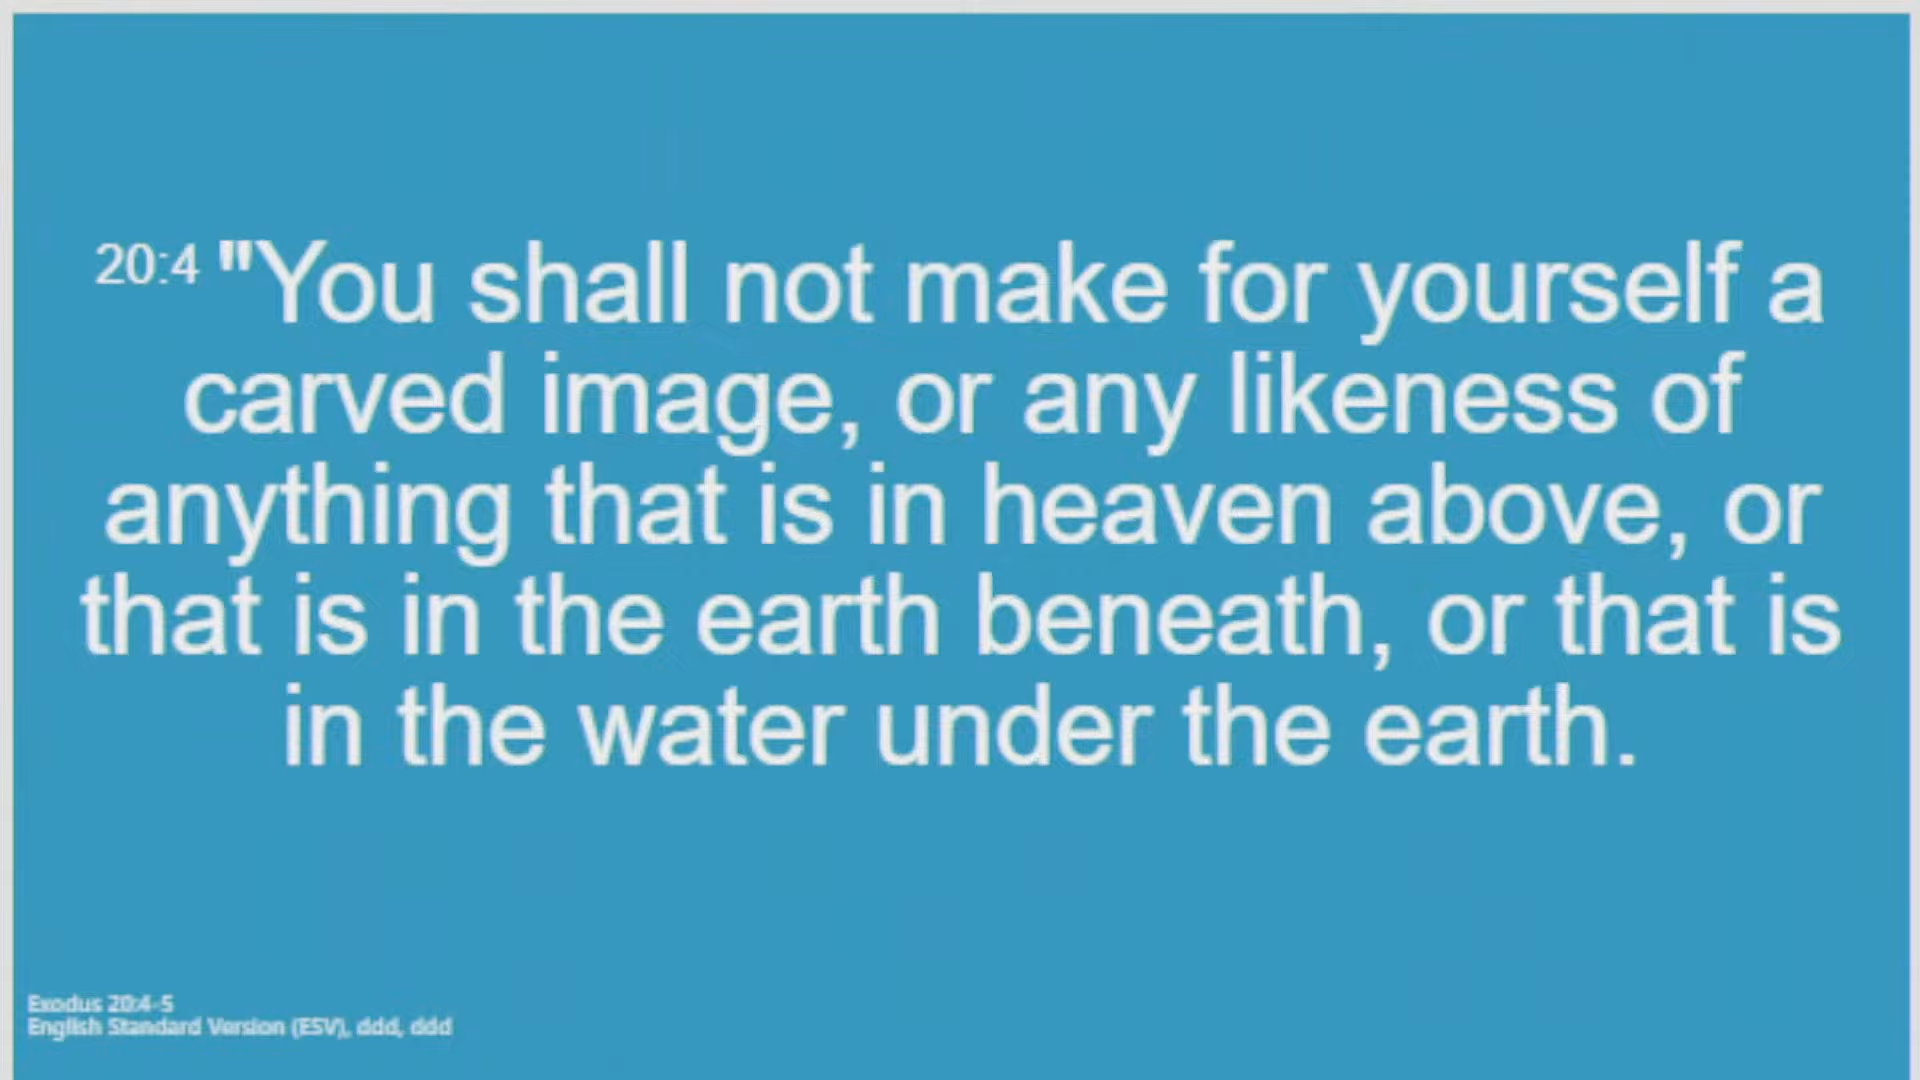 20:4 "You shall not make for yourself a
carved image, or any likeness of
anything that is in heaven above, or
that is in the earth beneath, or that is
in the water under the earth.
Exodus 20:4-5
English Standard Version (ESV), ddd, ddd